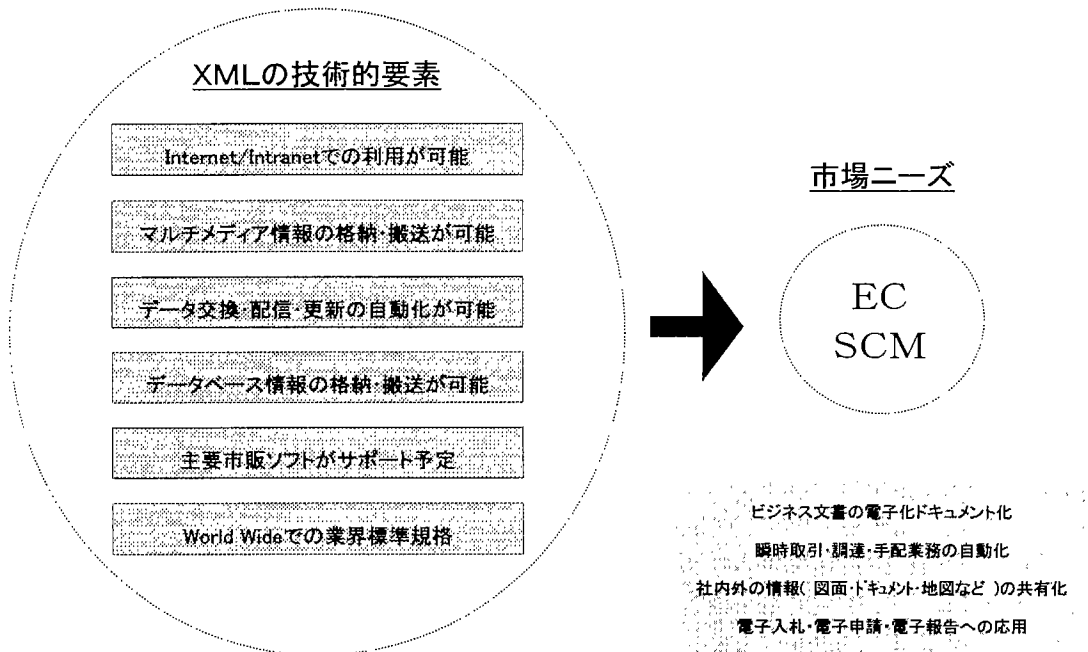 XMLの技術的要素
Internet/Intranetでの利用が可能
マルチメディア情報の格納・搬送が可能
データ交換・配信・更新の自動化が可能
データベース情報の格納・搬送が可能
主要市販ソフトがサポート予定
World Wideでの業界標準規格
市場ニーズ
EC
SCM
ビジネス文書の電子化ドキュメント化
瞬時取引・調達・手配業務の自動化
社内外の情報( 図面・ドキュメント・地図など )の共有化
電子入札・電子申請・電子報告への応用